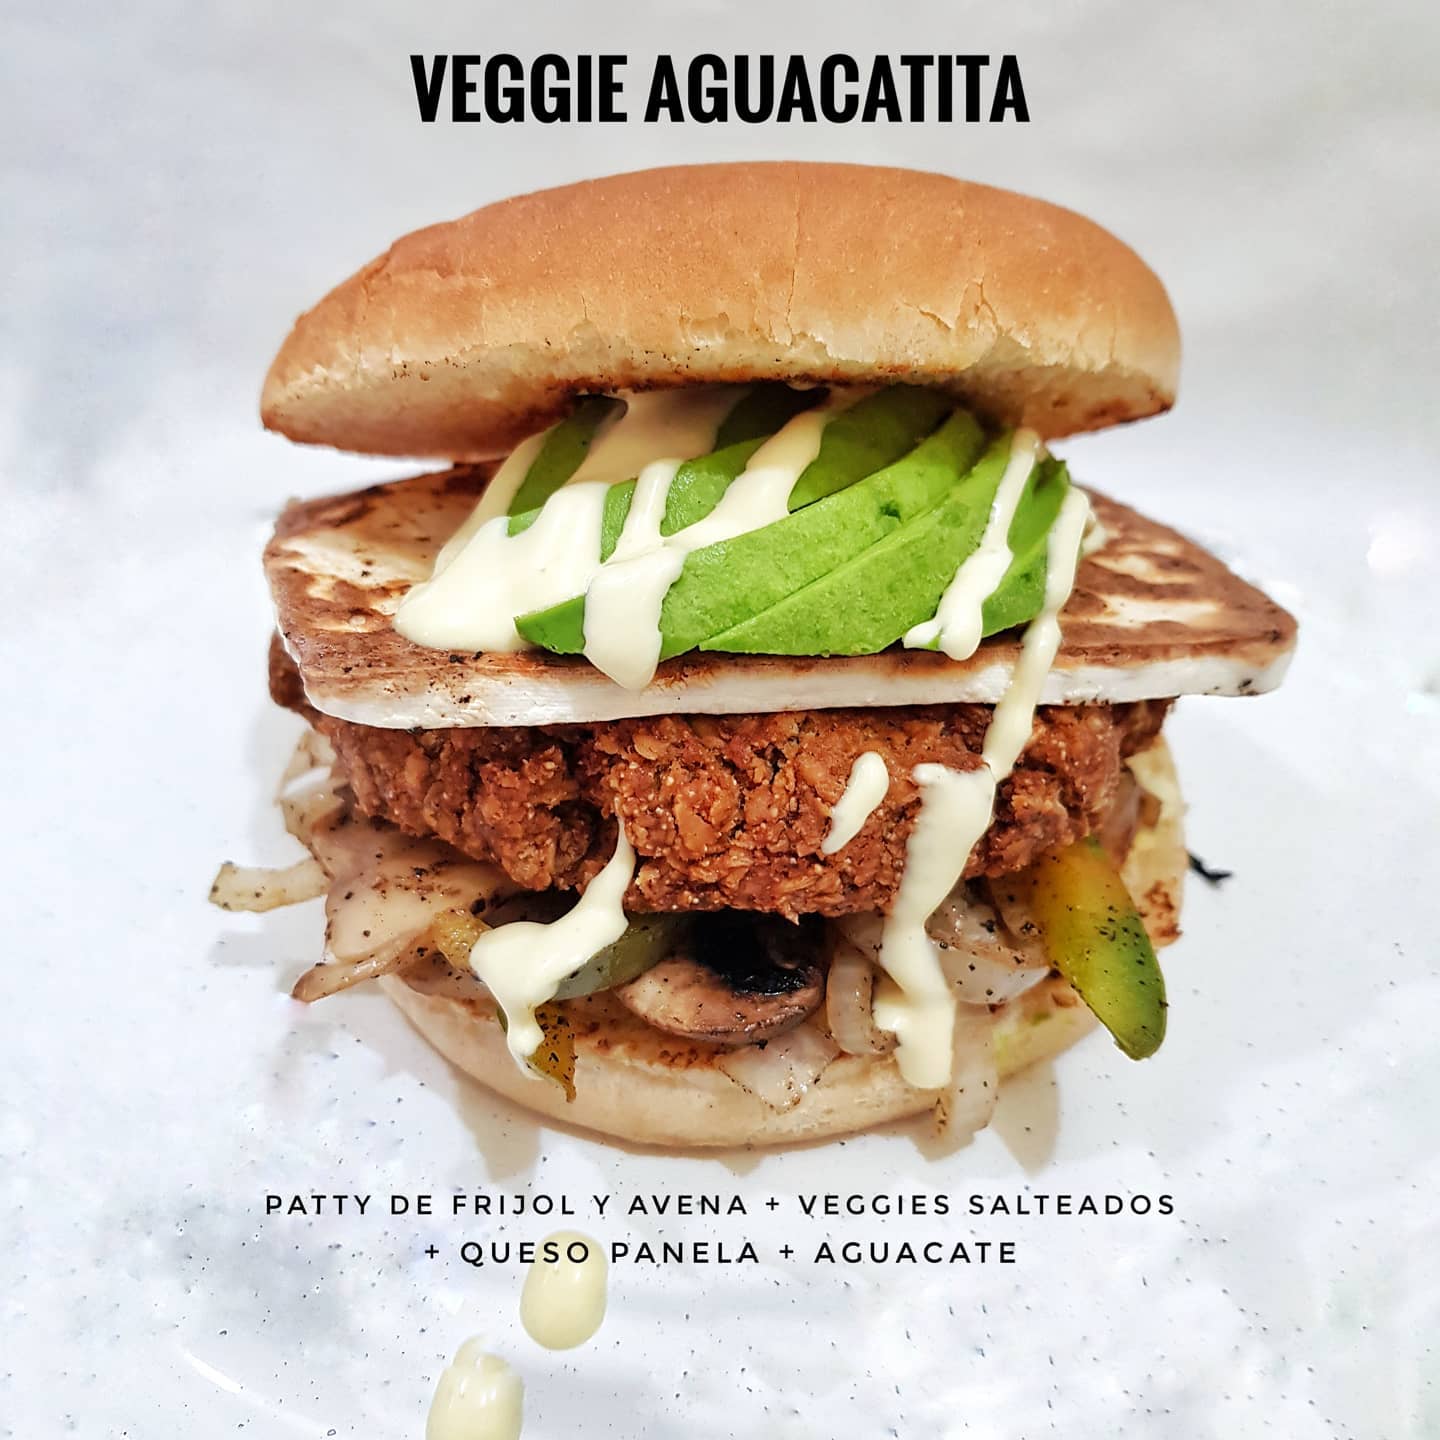 VEGGIE AGUACATITA
PATTY DE FRIJOL Y AVENA + VEGGIES SALTEADOS
+ QUESO PANELA + AGUACATE